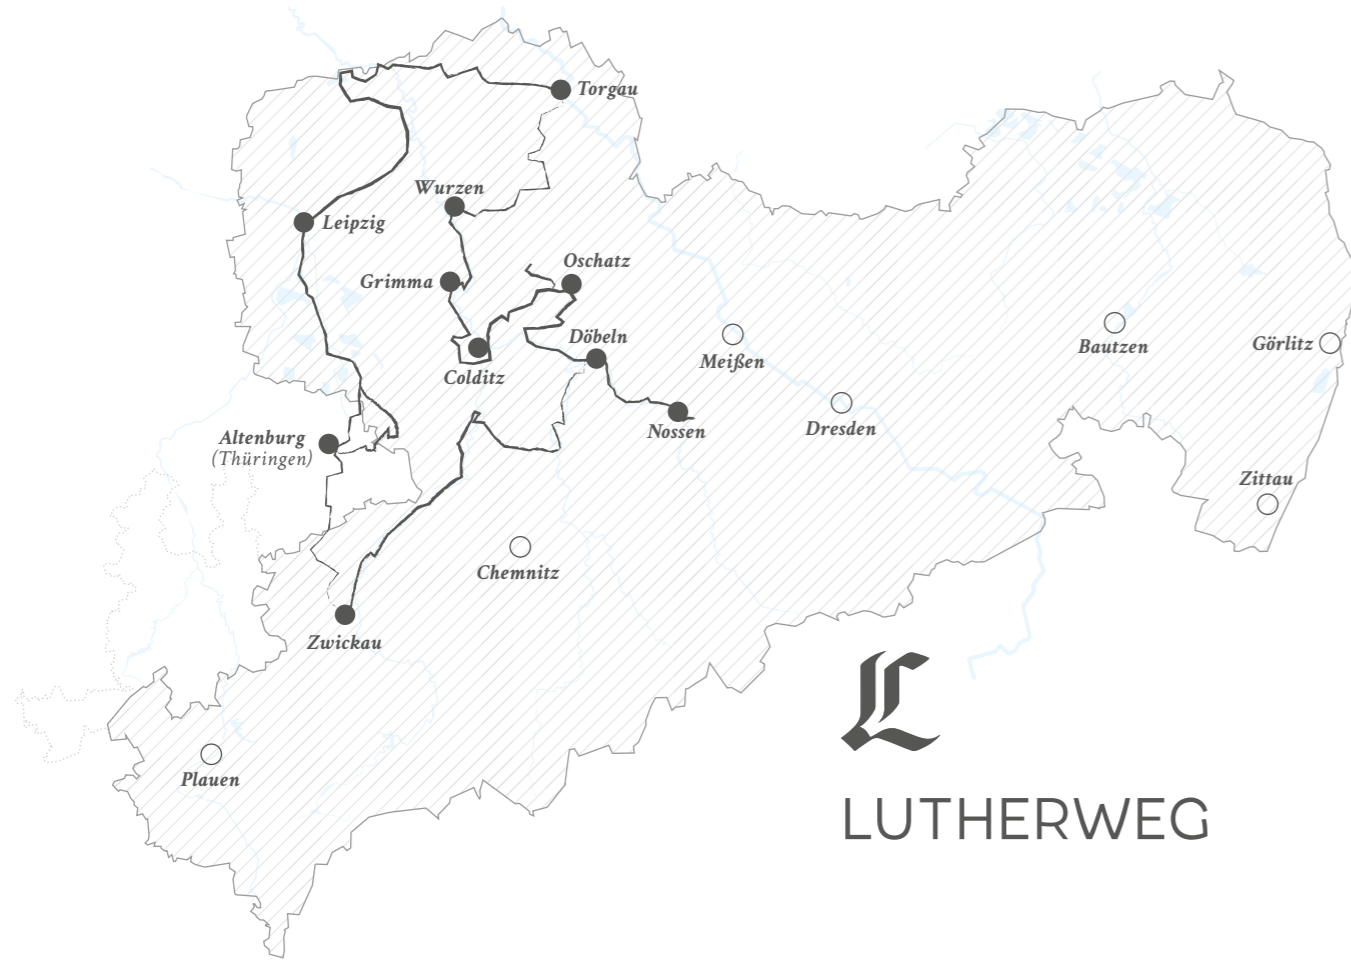 Torgau
Wurzen
Leipzig
Oschatz
Grimma
Döbeln
Meißen
Bautzen
Görlitz
Colditz
Nossen
Dresden
Altenburg
(Thüringen)
Zittau
Chemnitz
Zwickau
L
Plauen
LUTHERWEG